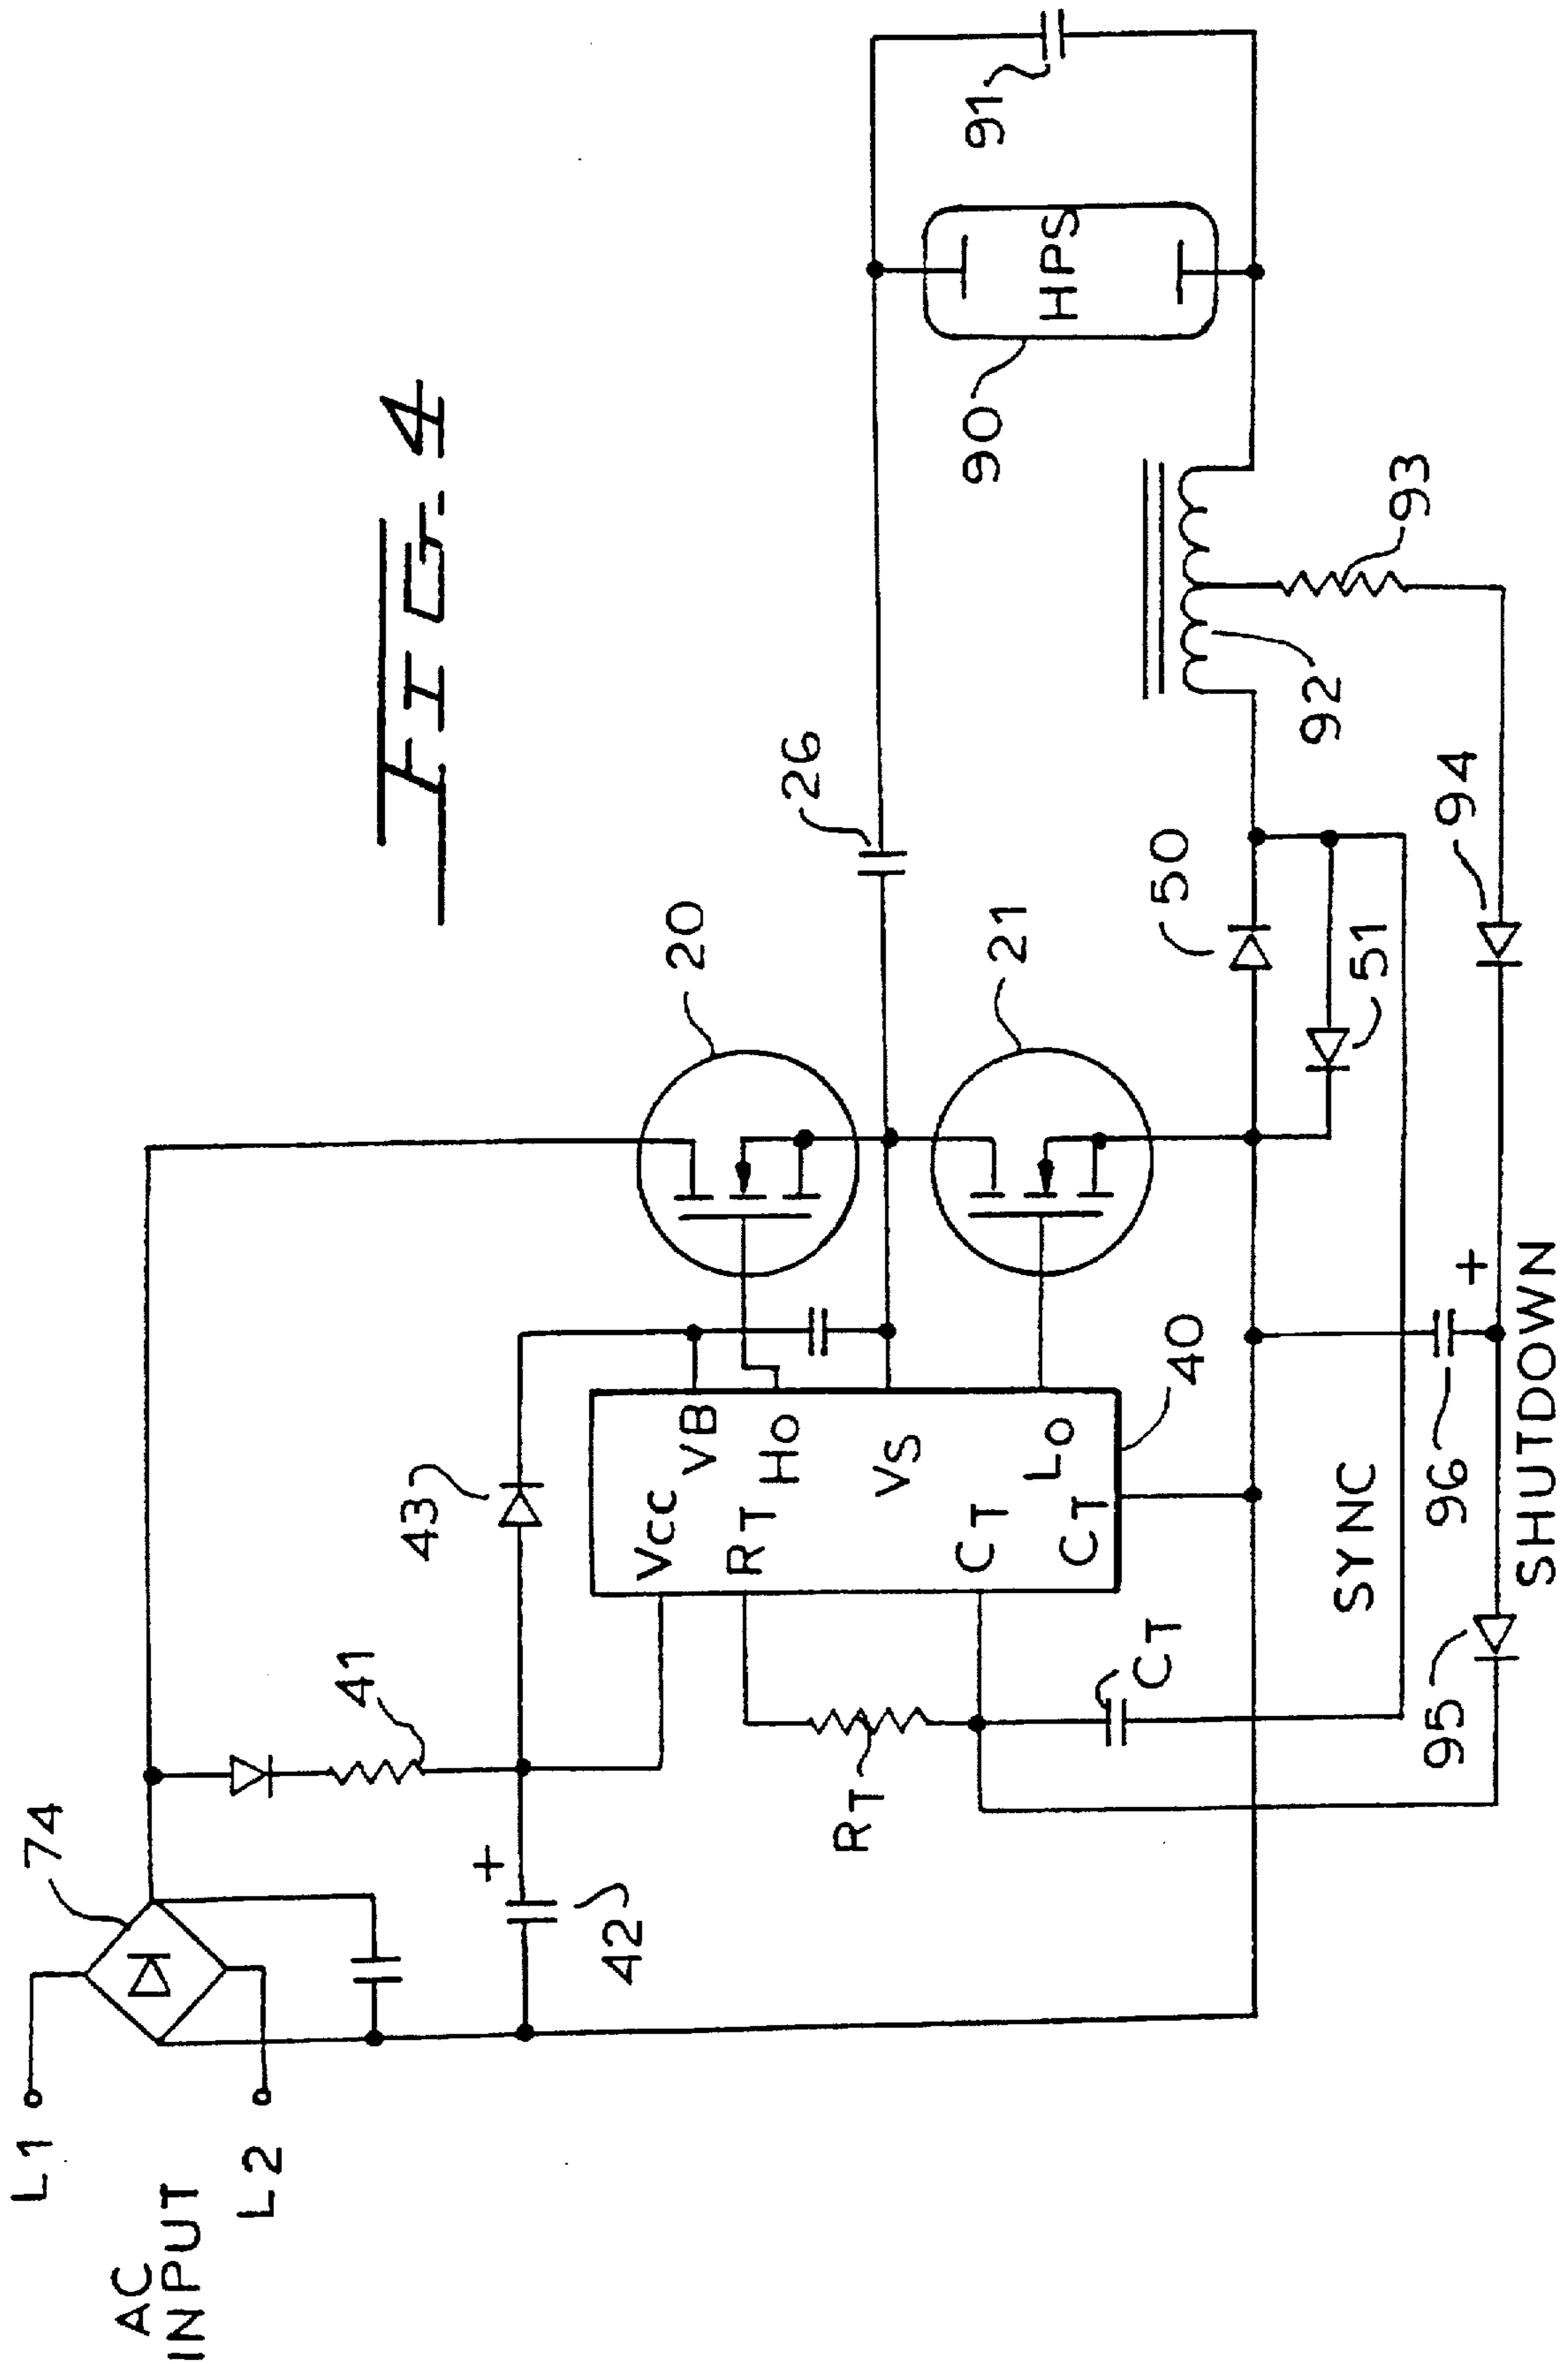 FIG. 4
L1
AC
INPUT
L2
74
41
42
43
20
26
21
90
HPS
91
Vcc
VB
RT
HO
VS
CT
LO
CT
40
RT
CT
50
51
92
93
94
SYNC
95
96
+
+
SHUTDOWN